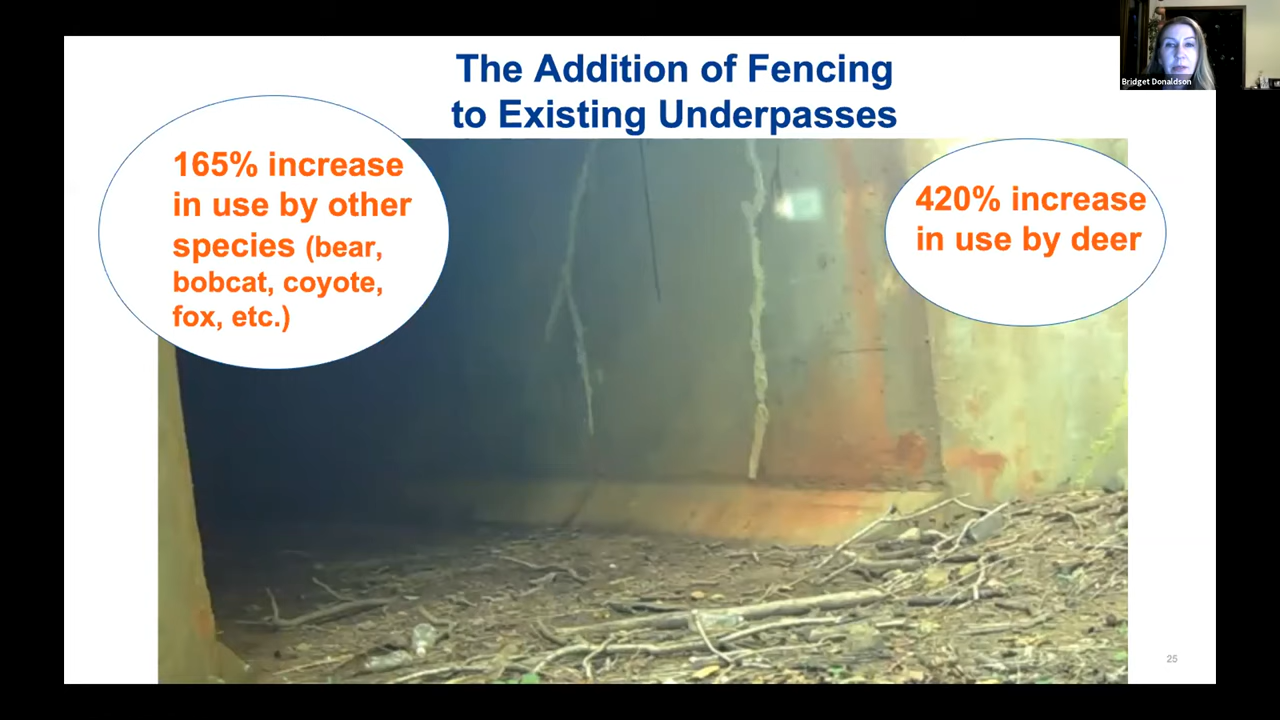 The Addition of Fencing
to Existing Underpasses
165% increase
in use by other
species (bear,
bobcat, coyote,
fox, etc.)
420% increase
in use by deer
Bridget Donaldson
25